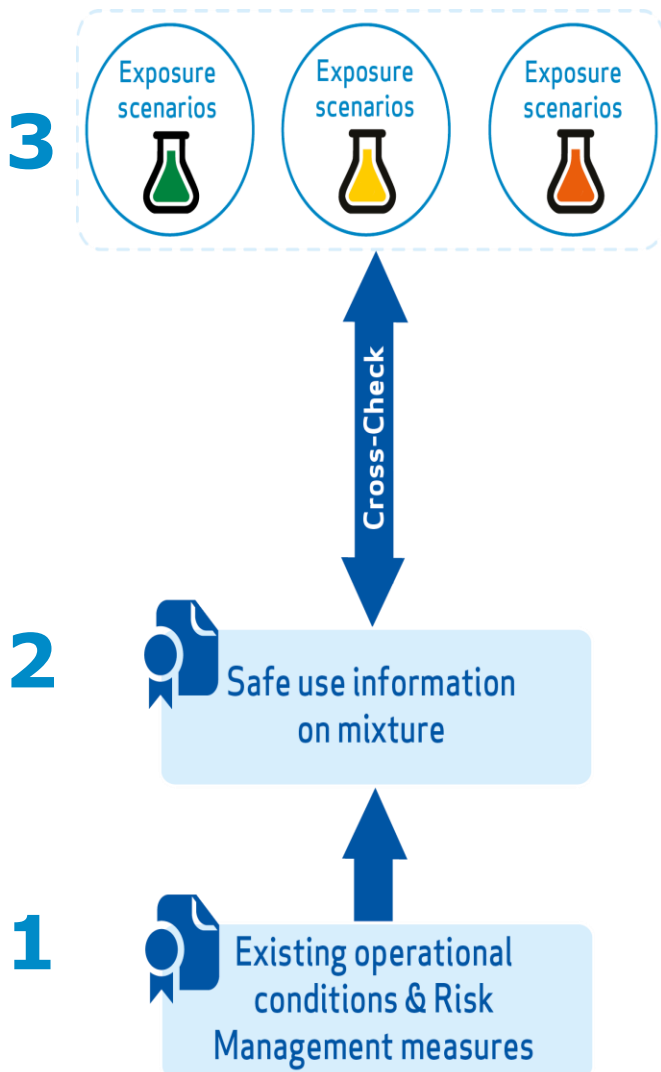 3
Exposure
scenarios
Exposure
scenarios
Exposure
scenarios
Cross-Check
2
Safe use information
on mixture
1
Existing operational
conditions & Risk
Management measures